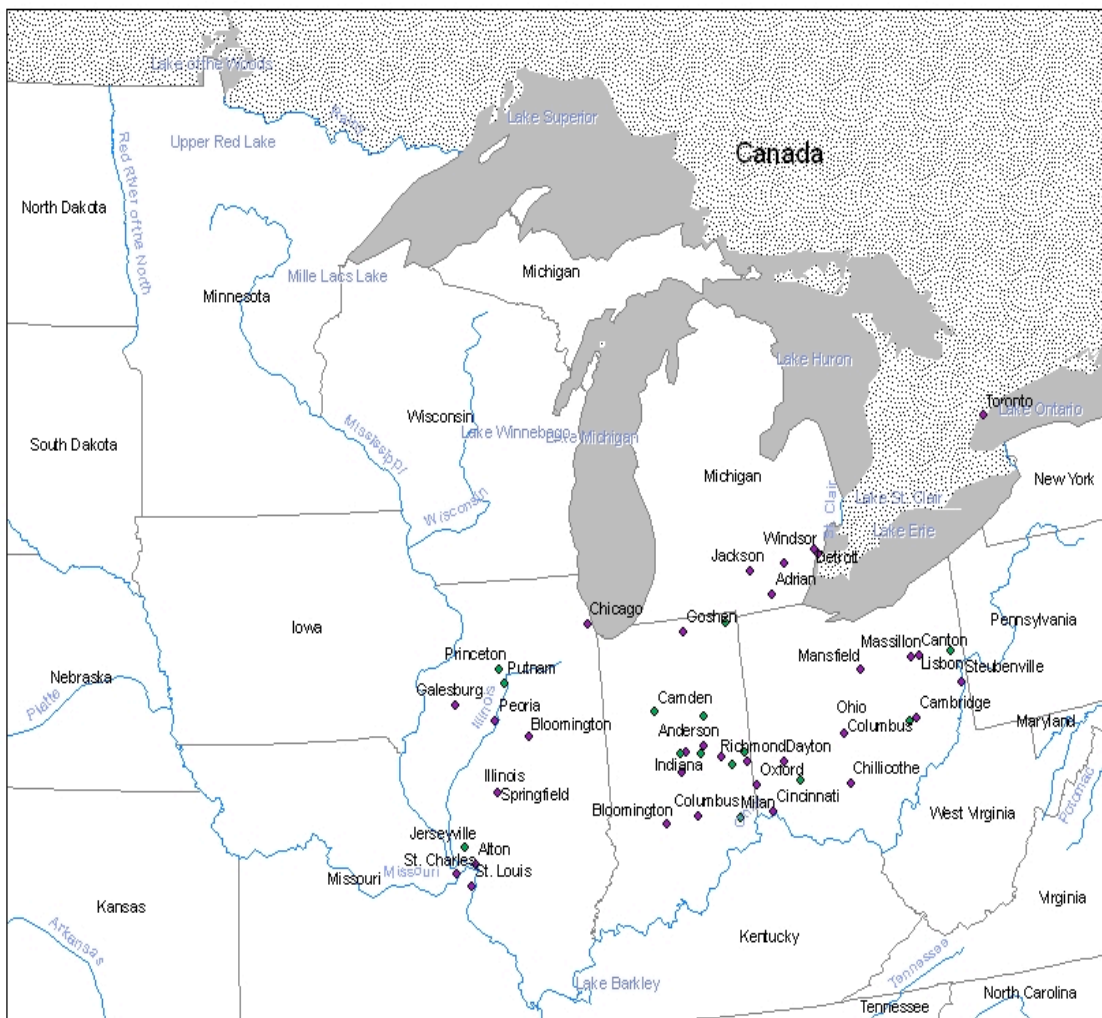 Lake of the Woods
Rainy
Lake Superior
Upper Red Lake
Canada
Red River of the North
North Dakota
Michigan
Mille Lacs Lake
Minnesota
Lake Huron
Toronto
Lake Ontario
Wisconsin
Lake Winnebago
Lake Michigan
South Dakota
Mississippi
Michigan
New York
Wisconsin
St. Clair
Lake St. Clair
Lake Erie
Windsor
Detroit
Jackson
Adrian
Chicago
Goshen
Iowa
Pennsylvania
Massillon
Canton
Princeton
Putnam
Mansfield
Lisbon
Steubenville
Nebraska
Galesburg
Camden
Platte
Illinois
Peoria
Ohio
Cambridge
Bloomington
Anderson
Columbus
Maryland
Richmond
Dayton
Indiana
Oxford
Illinois
Springfield
Chillicothe
Potomac
Bloomington
Columbus
Milan
Cincinnati
West Virginia
Jerseyville
Alton
St. Charles
Missouri
Missouri
St. Louis
Kansas
Virginia
Arkansas
Kentucky
Tennessee
Lake Barkley
Tennessee
North Carolina